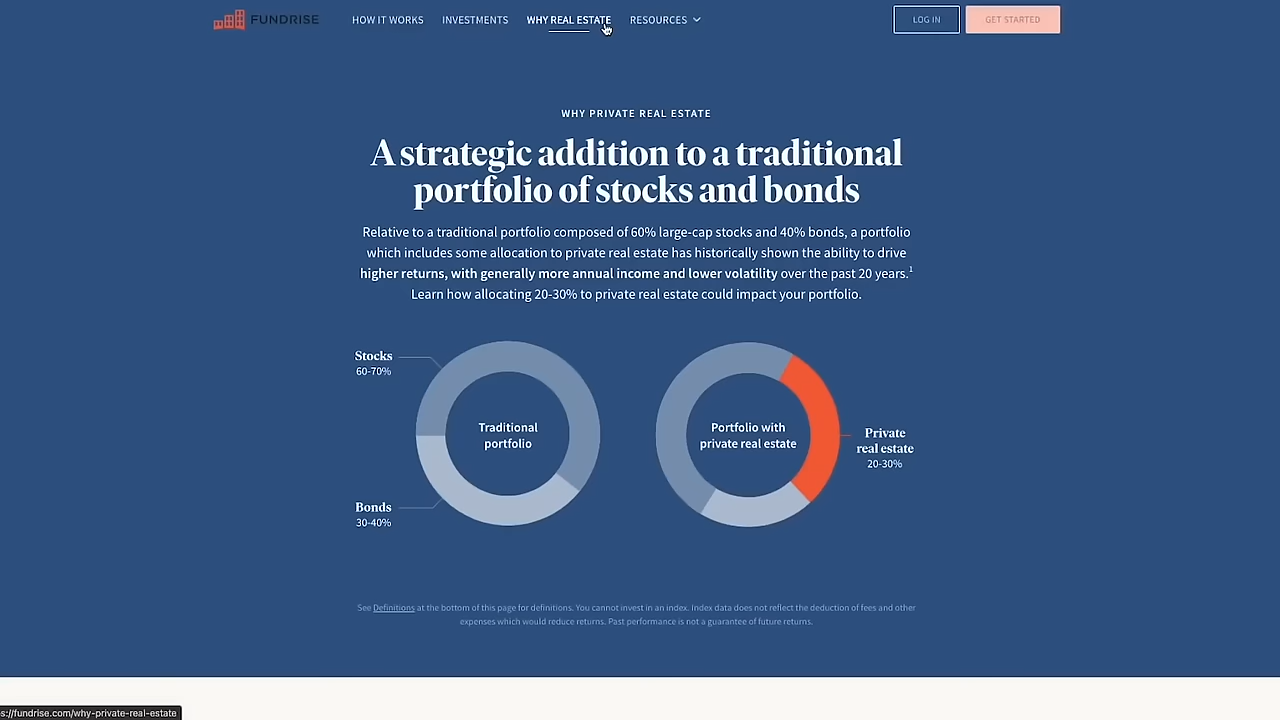 FUNDRISE
HOW IT WORKS
INVESTMENTS
WHY REAL ESTATE
RESOURCES
LOG IN
GET STARTED
WHY PRIVATE REAL ESTATE
A strategic addition to a traditional
portfolio of stocks and bonds
Relative to a traditional portfolio composed of 60% large-cap stocks and 40% bonds, a portfolio
which includes some allocation to private real estate has historically shown the ability to drive
higher returns, with generally more annual income and lower volatility over the past 20 years.¹
Learn how allocating 20-30% to private real estate could impact your portfolio.
Stocks
60-70%
Traditional
portfolio
Bonds
30-40%
Portfolio with
private real estate
Private
real estate
20-30%
See Definitions at the bottom of this page for definitions. You cannot invest in an index. Index data does not reflect the deduction of fees and other
expenses which would reduce returns. Past performance is not a guarantee of future returns.
s://fundrise.com/why-private-real-estate